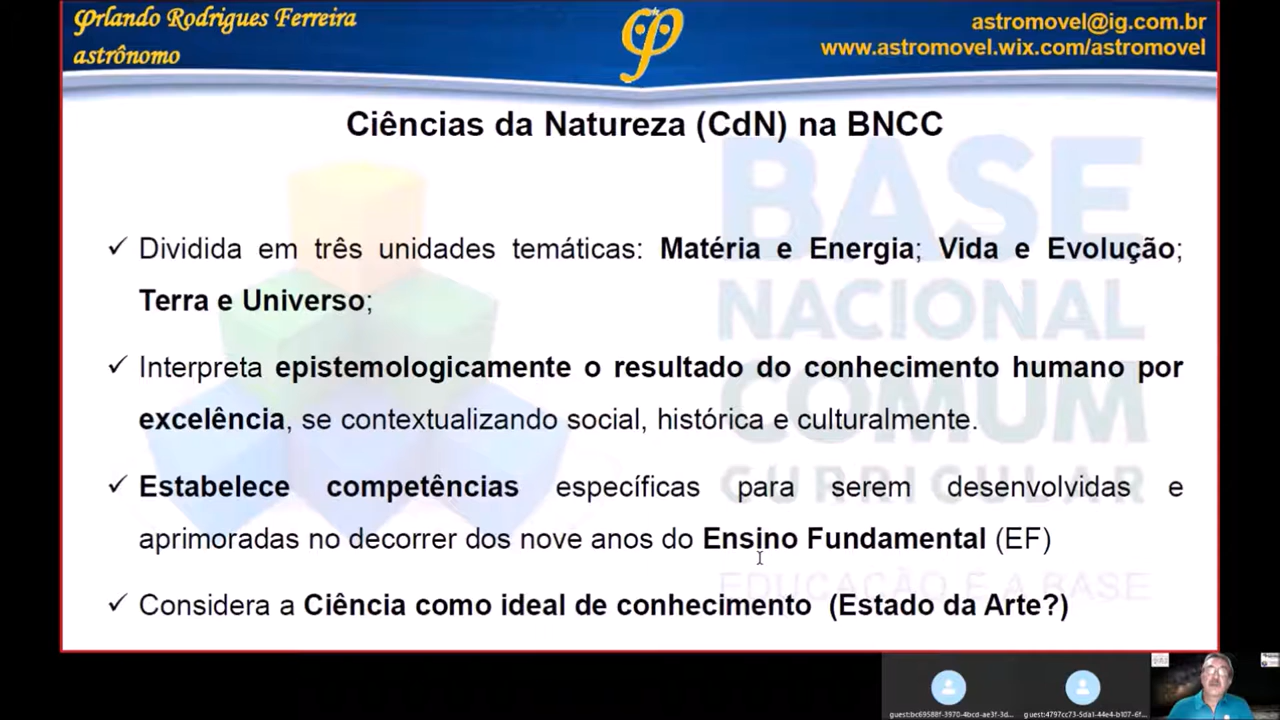 Orlando Rodrigues Ferreira
astrônomo
astromovel@ig.com.br
www.astromovel.wix.com/astromovel
Ciências da Natureza (CdN) na BNCC
✓ Dividida em três unidades temáticas: Matéria e Energia; Vida e Evolução;
Terra e Universo;
✓ Interpreta epistemologicamente o resultado do conhecimento humano por
excelência, se contextualizando social, histórica e culturalmente.
✓ Estabelece competências específicas para serem desenvolvidas e
aprimoradas no decorrer dos nove anos do Ensino Fundamental (EF)
✓ Considera a Ciência como ideal de conhecimento (Estado da Arte?)
BASE
NACIONAL
COMUM
CURRICULAR
EDUCAÇÃO É A BASE